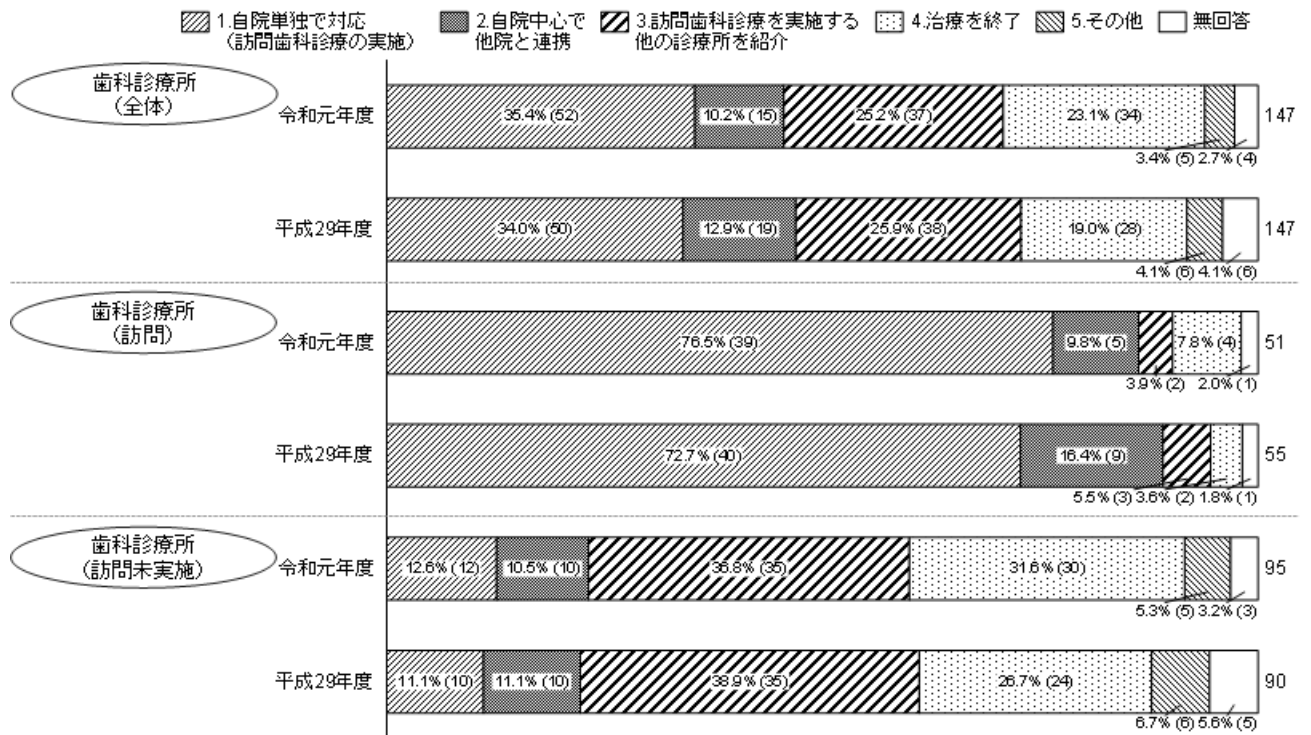 1.自院単独で対応
(訪問歯科診療の実施)
2.自院中心で
他院と連携
3.訪問歯科診療を実施する
他の診療所を紹介
4.治療を終了
5.その他
無回答
歯科診療所
(全体)
令和元年度
35.4% (52)
10.2% (15)
25.2% (37)
23.1% (34)
147
3.4% (5)
2.7% (4)
平成29年度
34.0% (50)
12.9% (19)
25.9% (38)
19.0% (28)
147
4.1% (6)
4.1% (6)
歯科診療所
(訪問)
令和元年度
76.5% (39)
9.8% (5)
7.8% (4)
51
3.9% (2)
2.0% (1)
平成29年度
72.7% (40)
16.4% (9)
55
5.5% (3)
3.6% (2)
1.8% (1)
歯科診療所
(訪問未実施)
令和元年度
12.6% (12)
10.5% (10)
36.8% (35)
31.6% (30)
95
5.3% (5)
3.2% (3)
平成29年度
11.1% (10)
11.1% (10)
38.9% (35)
26.7% (24)
90
6.7% (6)
5.6% (5)